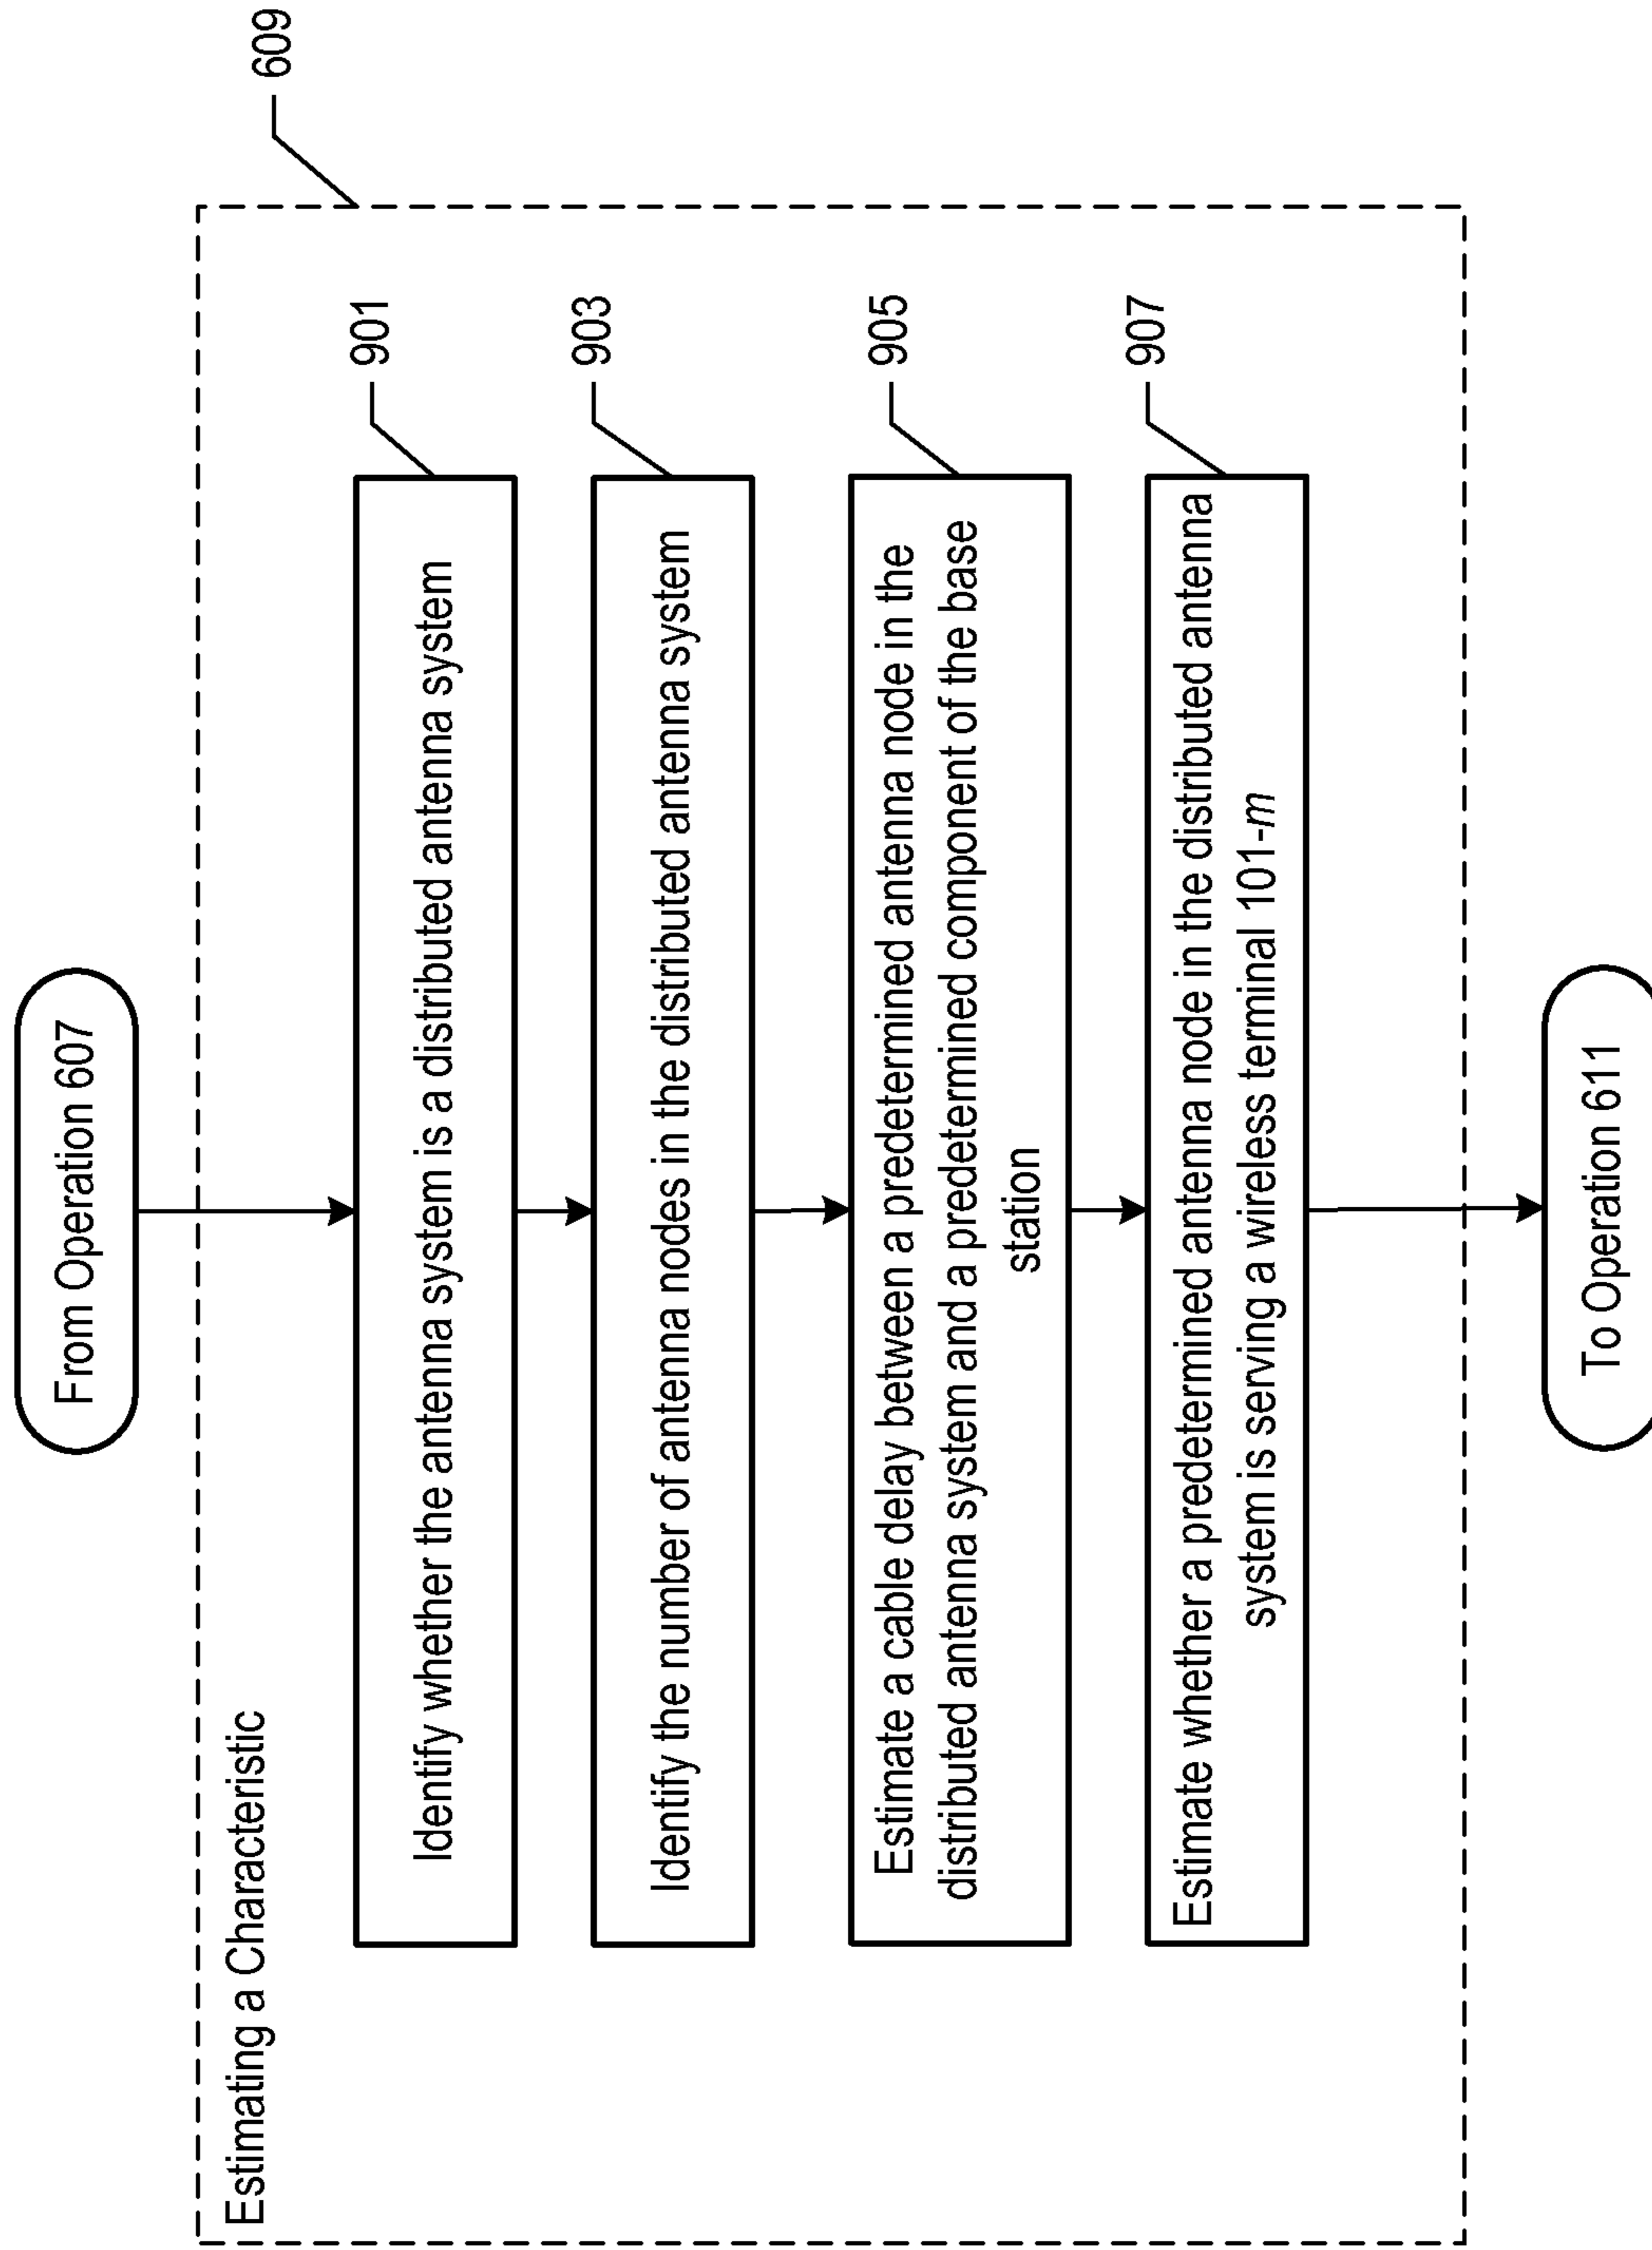 From Operation 607
609
Estimating a Characteristic
901
Identify whether the antenna system is a distributed antenna system
903
Identify the number of antenna nodes in the distributed antenna system
905
Estimate a cable delay between a predetermined antenna node in the
distributed antenna system and a predetermined component of the base
station
907
Estimate whether a predetermined antenna node in the distributed antenna
system is serving a wireless terminal 101-m
To Operation 611